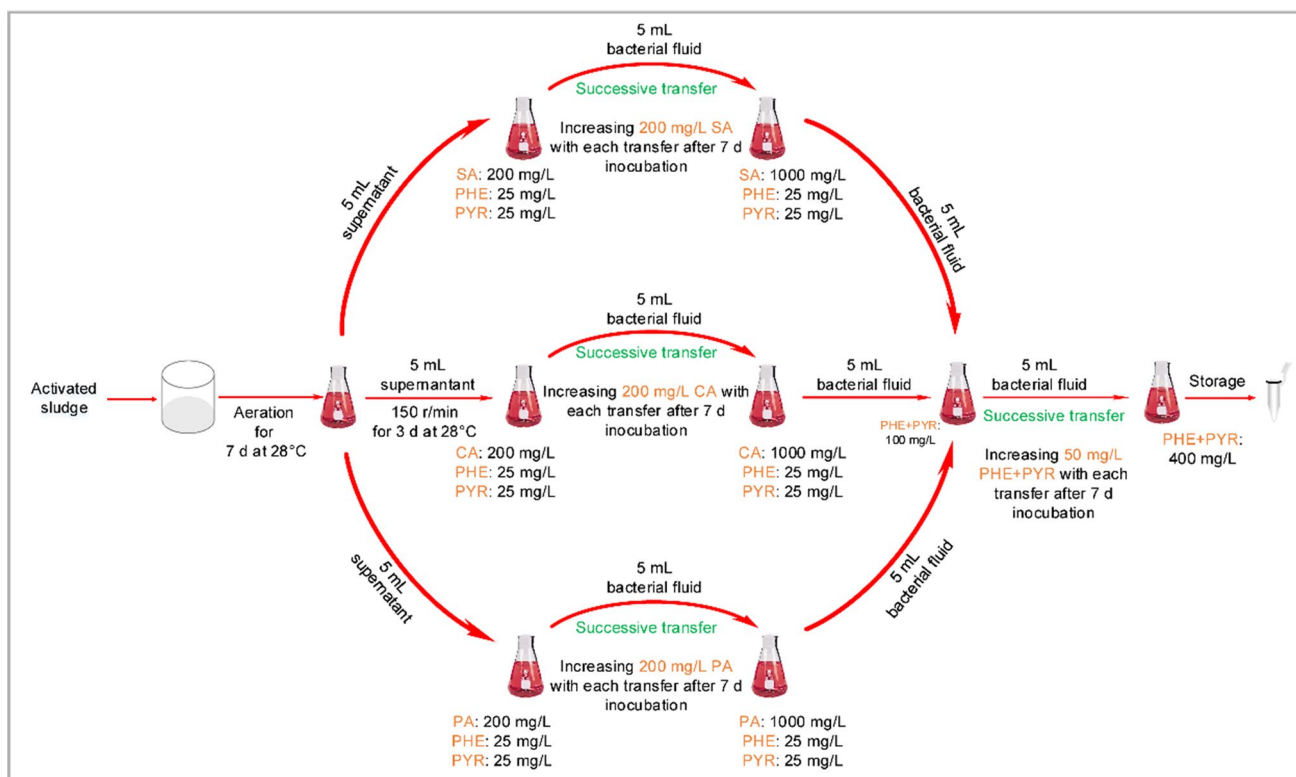 Activated
sludge
Aeration
for
7 d at 28°C
5 mL
supernatant
SA: 200 mg/L
PHE: 25 mg/L
PYR: 25 mg/L
5 mL
bacterial fluid
Successive transfer
Increasing 200 mg/L SA
with each transfer after 7 d
inocubation
SA: 1000 mg/L
PHE: 25 mg/L
PYR: 25 mg/L
5 mL
bacterial fluid
5 mL
supernantant
150 r/min
for 3 d at 28°C
CA: 200 mg/L
PHE: 25 mg/L
PYR: 25 mg/L
5 mL
bacterial fluid
Successive transfer
Increasing 200 mg/L CA with
each transfer after 7 d
inocubation
CA: 1000 mg/L
PHE: 25 mg/L
PYR: 25 mg/L
5 mL
bacterial fluid
5 mL
supernatant
PA: 200 mg/L
PHE: 25 mg/L
PYR: 25 mg/L
5 mL
bacterial fluid
Successive transfer
Increasing 200 mg/L PA
with each transfer after 7 d
inocubation
PA: 1000 mg/L
PHE: 25 mg/L
PYR: 25 mg/L
5 mL
bacterial fluid
PHE+PYR:
100 mg/L
5 mL
bacterial fluid
Successive transfer
Increasing 50 mg/L
PHE+PYR with each
transfer after 7 d
inocubation
PHE+PYR:
400 mg/L
Storage